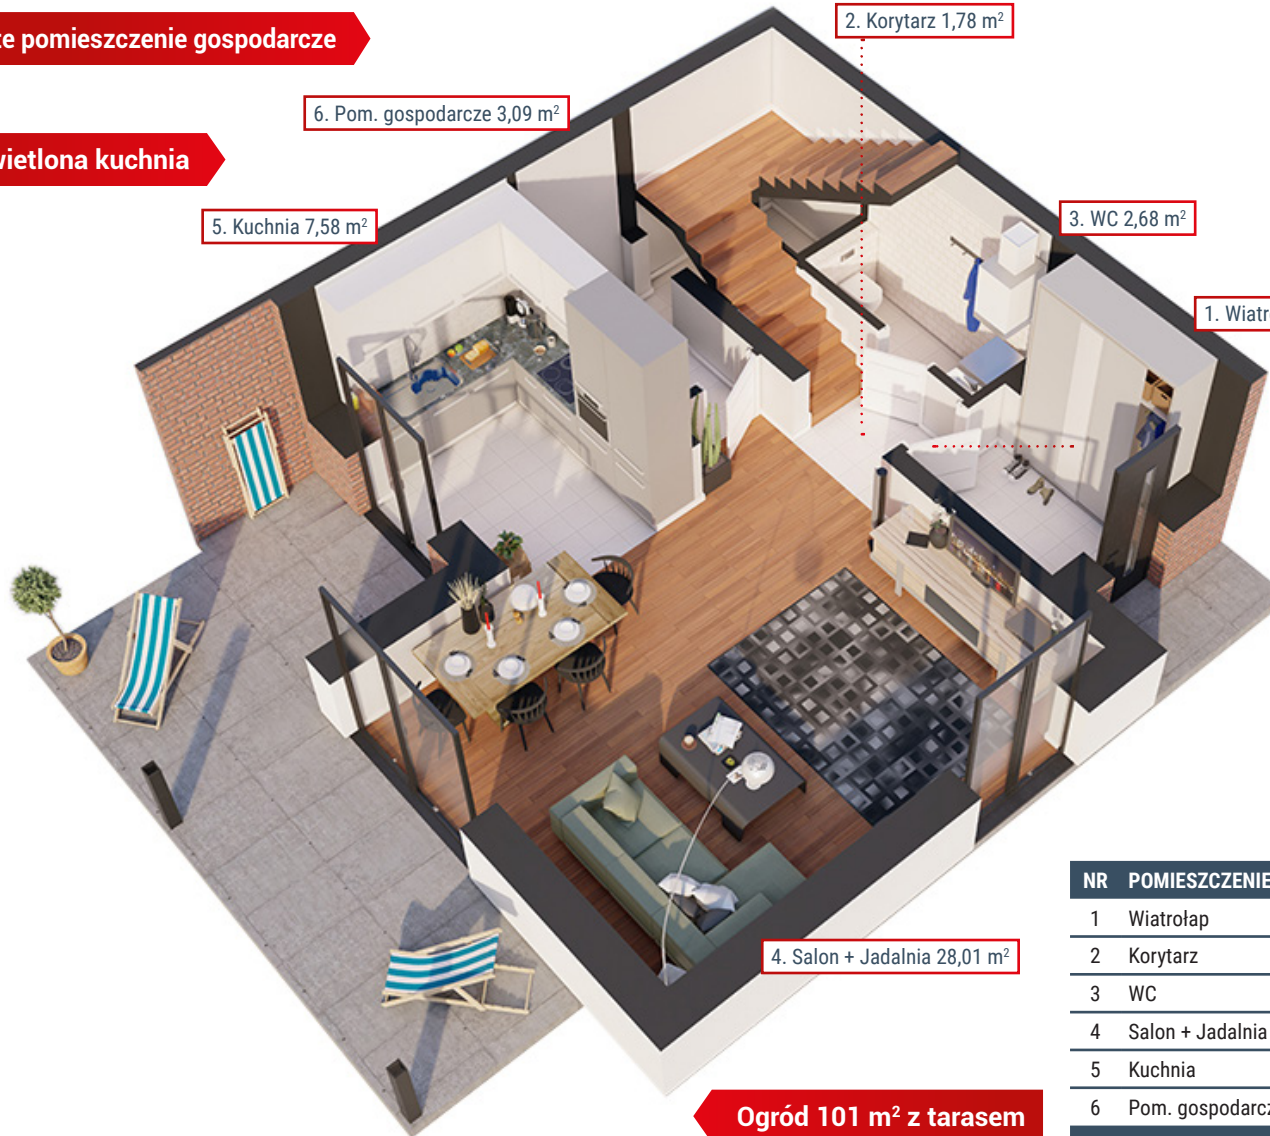 te pomieszczenie gospodarcze
2. Korytarz 1,78 m²
6. Pom. gospodarcze 3,09 m²
wietlona kuchnia
5. Kuchnia 7,58 m²
3. WC 2,68 m²
1. Wiatr
4. Salon + Jadalnia 28,01 m²
NR POMIESZCZENIE
1 Wiatrołap
2 Korytarz
3 WC
4 Salon + Jadalnia
5 Kuchnia
6 Pom. gospodarcz
Ogród 101 m² z tarasem